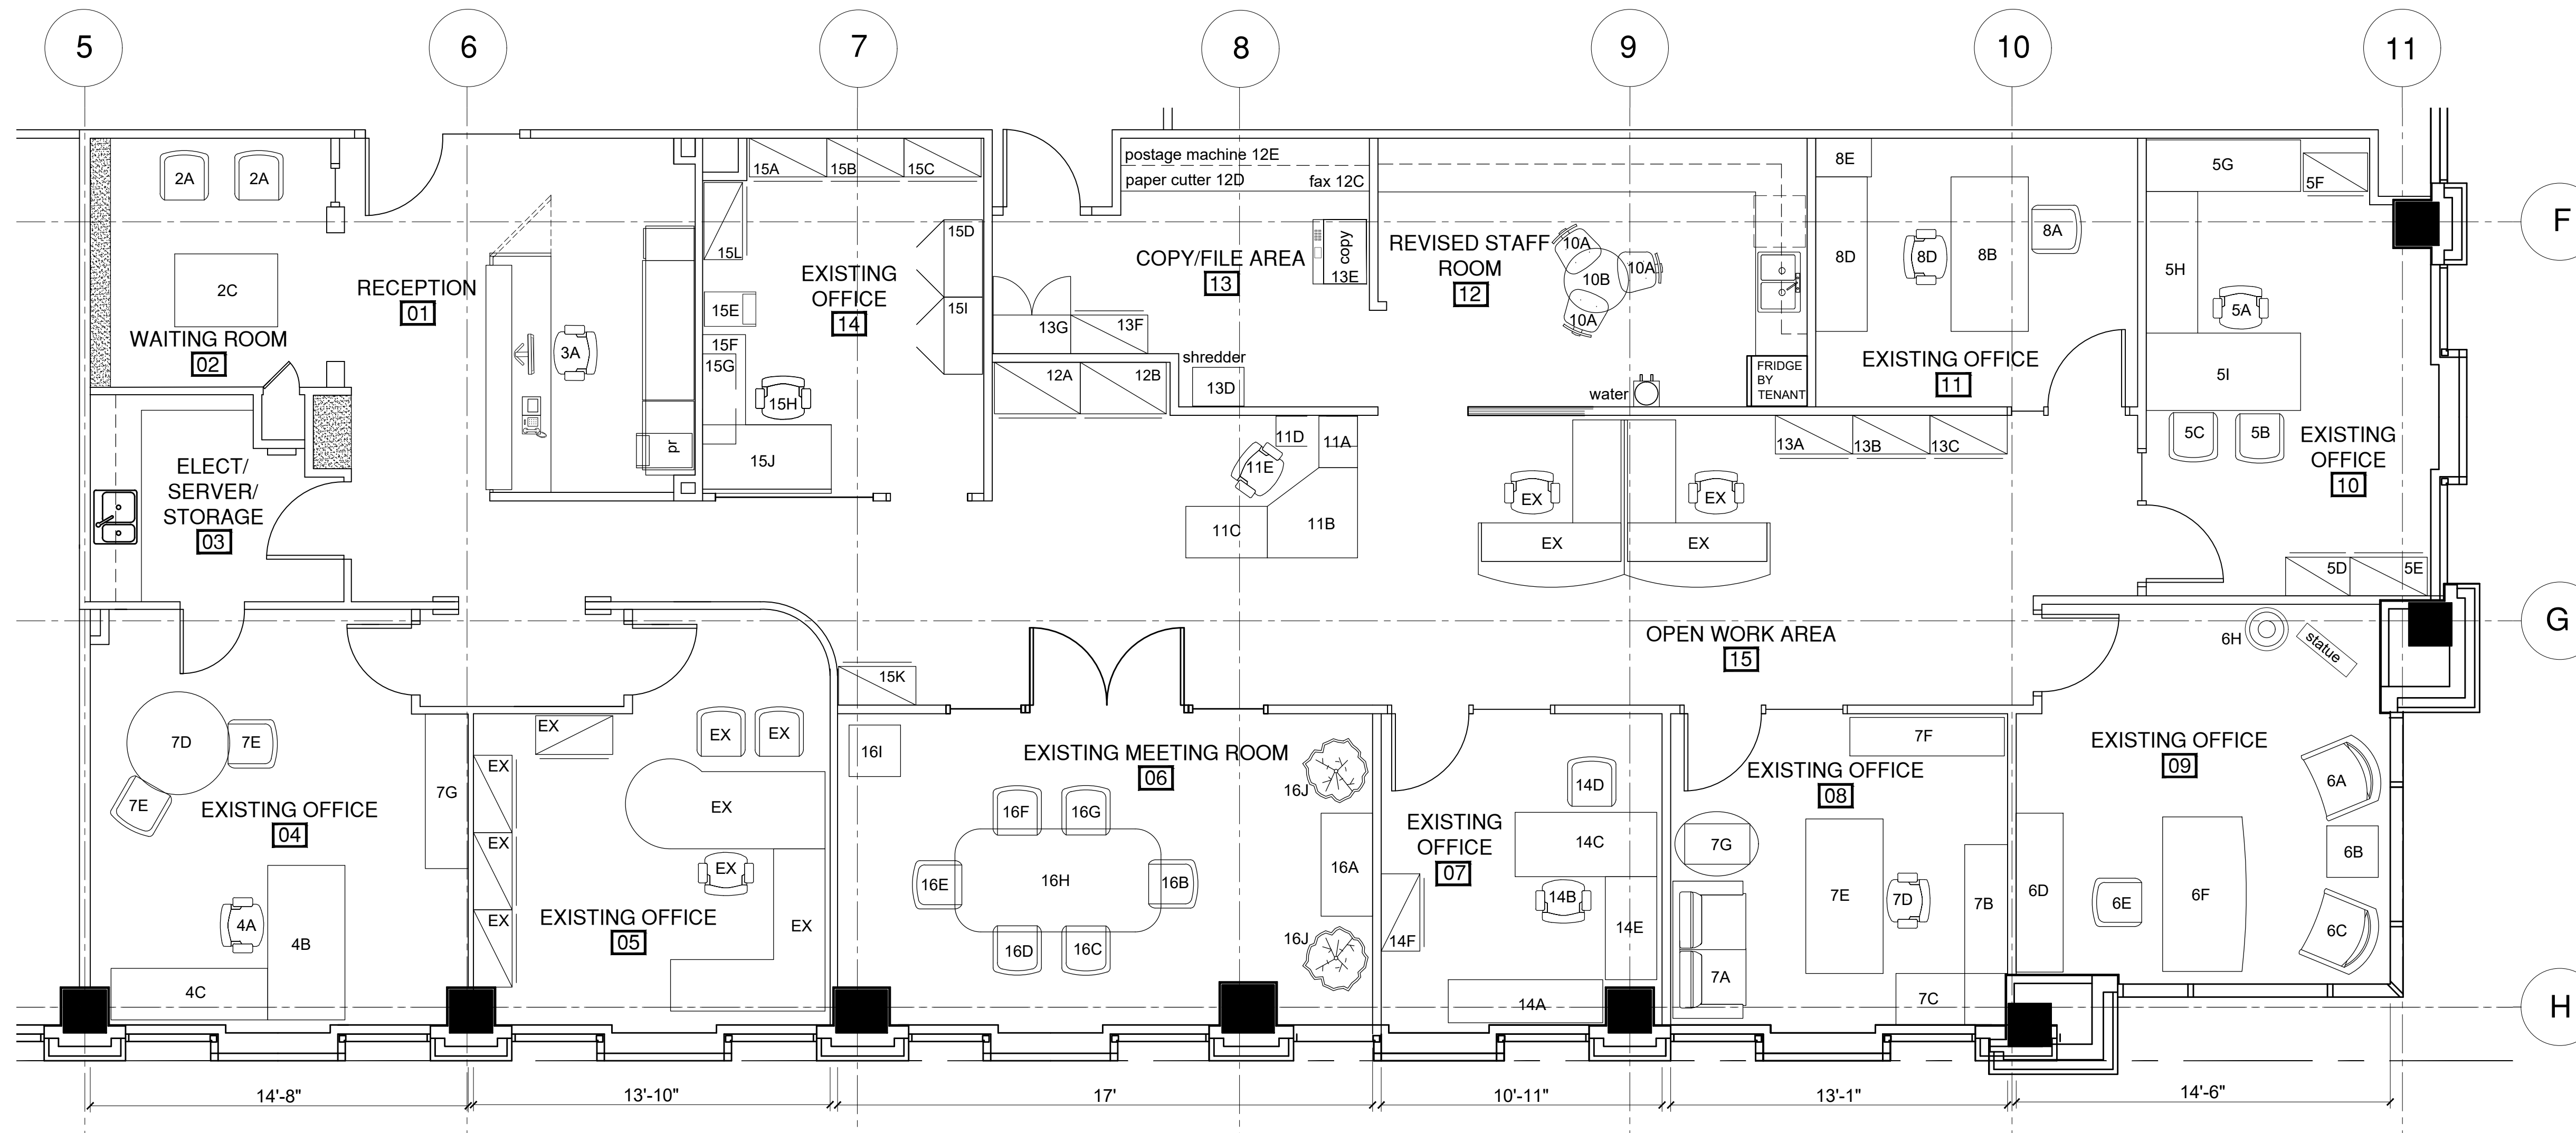 5 6 7 8 9 10 11
F
G
H
2A 2A
2C
WAITING ROOM
02
RECEPTION
01
3A
pr
ELECT/
SERVER/
STORAGE
03
15A 15B 15C
15L
15D
15I
EXISTING
OFFICE
14
15E
15F
15G
15H
15J
postage machine 12E
paper cutter 12D
fax 12C
COPY/FILE AREA
13
copy
13E
13G 13F
12A 12B
shredder
13D
REVISED STAFF
ROOM
12
10A
10A
10B
10A
water
FRIDGE
BY
TENANT
8E
8D
8D
8B
8A
EXISTING OFFICE
11
5G
5F
5H
5A
5I
5C 5B
EXISTING
OFFICE
10
5D 5E
11D 11A
11E
11C
11B
EX EX
EX EX
13A 13B 13C
OPEN WORK AREA
15
7D
7E
7E
EXISTING OFFICE
04
7G
4A
4B
4C
EX
EX
EX
EX
EX EX
EX
EX
EX
EXISTING OFFICE
05
15K
16I
EXISTING MEETING ROOM
06
16J
16F 16G
16E
16H
16B
16A
16D 16C
16J
EXISTING
OFFICE
07
14D
14C
14B
14E
14F
14A
7F
EXISTING OFFICE
08
7G
7E
7D
7B
7A
7C
6H
statue
EXISTING OFFICE
09
6A
6B
6D
6E
6F
6C
14'-8" 13'-10" 17' 10'-11" 13'-1" 14'-6"